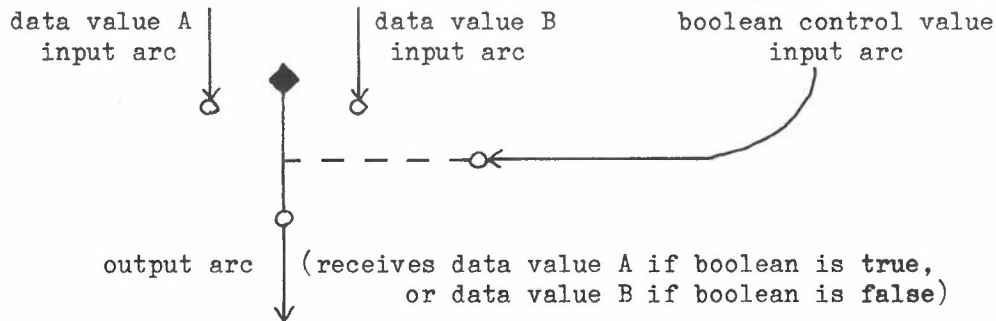 data value A
input arc
data value B
input arc
boolean control value
input arc
output arc
(receives data value A if boolean is true,
or data value B if boolean is false)